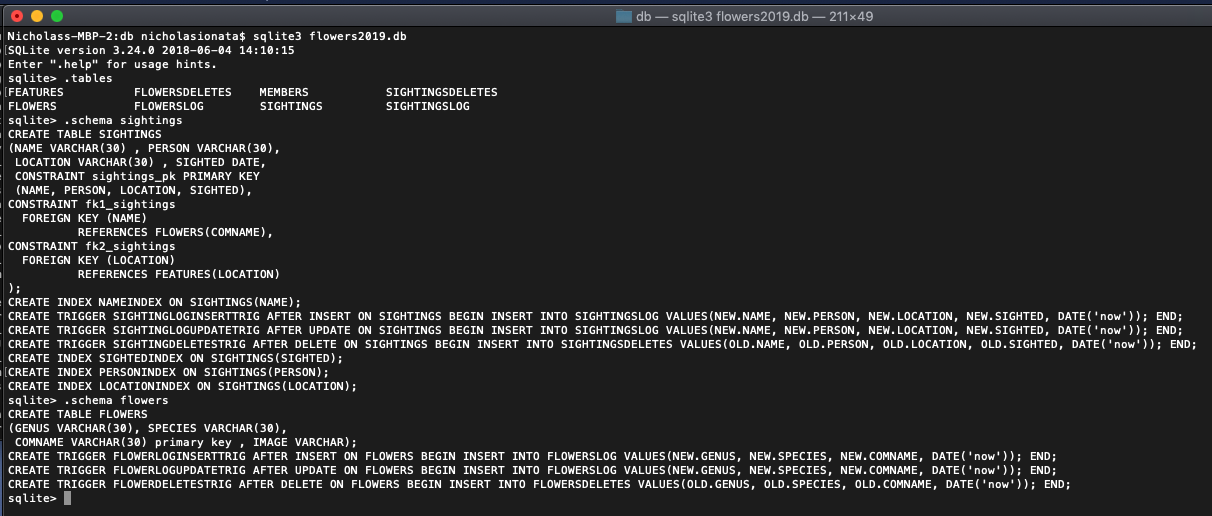 db — sqlite3 flowers2019.db — 211×49
Nicholass-MBP-2:db nicholasionata$ sqlite3 flowers2019.db
SQLite version 3.24.0 2018-06-04 14:10:15
Enter ".help" for usage hints.
sqlite> .tables
FEATURES          FLOWERSDELETES    MEMBERS           SIGHTINGSDELETES
FLOWERS           FLOWERSLOG        SIGHTINGS         SIGHTINGSLOG
sqlite> .schema sightings
CREATE TABLE SIGHTINGS
(NAME VARCHAR(30) , PERSON VARCHAR(30),
 LOCATION VARCHAR(30) , SIGHTED DATE,
 CONSTRAINT sightings_pk PRIMARY KEY
 (NAME, PERSON, LOCATION, SIGHTED),
CONSTRAINT fk1_sightings
  FOREIGN KEY (NAME)
          REFERENCES FLOWERS(COMNAME),
CONSTRAINT fk2_sightings
  FOREIGN KEY (LOCATION)
          REFERENCES FEATURES(LOCATION)
);
CREATE INDEX NAMEINDEX ON SIGHTINGS(NAME);
CREATE TRIGGER SIGHTINGLOGINSERTTRIG AFTER INSERT ON SIGHTINGS BEGIN INSERT INTO SIGHTINGSLOG VALUES(NEW.NAME, NEW.PERSON, NEW.LOCATION, NEW.SIGHTED, DATE('now')); END;
CREATE TRIGGER SIGHTINGLOGUPDATETRIG AFTER UPDATE ON SIGHTINGS BEGIN INSERT INTO SIGHTINGSLOG VALUES(NEW.NAME, NEW.PERSON, NEW.LOCATION, NEW.SIGHTED, DATE('now')); END;
CREATE TRIGGER SIGHTINGDELETESTRIG AFTER DELETE ON SIGHTINGS BEGIN INSERT INTO SIGHTINGSDELETES VALUES(OLD.NAME, OLD.PERSON, OLD.LOCATION, OLD.SIGHTED, DATE('now')); END;
CREATE INDEX SIGHTEDINDEX ON SIGHTINGS(SIGHTED);
CREATE INDEX PERSONINDEX ON SIGHTINGS(PERSON);
CREATE INDEX LOCATIONINDEX ON SIGHTINGS(LOCATION);
sqlite> .schema flowers
CREATE TABLE FLOWERS
(GENUS VARCHAR(30), SPECIES VARCHAR(30),
 COMNAME VARCHAR(30) primary key , IMAGE VARCHAR);
CREATE TRIGGER FLOWERLOGINSERTTRIG AFTER INSERT ON FLOWERS BEGIN INSERT INTO FLOWERSLOG VALUES(NEW.GENUS, NEW.SPECIES, NEW.COMNAME, DATE('now')); END;
CREATE TRIGGER FLOWERLOGUPDATETRIG AFTER UPDATE ON FLOWERS BEGIN INSERT INTO FLOWERSLOG VALUES(NEW.GENUS, NEW.SPECIES, NEW.COMNAME, DATE('now')); END;
CREATE TRIGGER FLOWERDELETESTRIG AFTER DELETE ON FLOWERS BEGIN INSERT INTO FLOWERSDELETES VALUES(OLD.GENUS, OLD.SPECIES, OLD.COMNAME, DATE('now')); END;
sqlite>